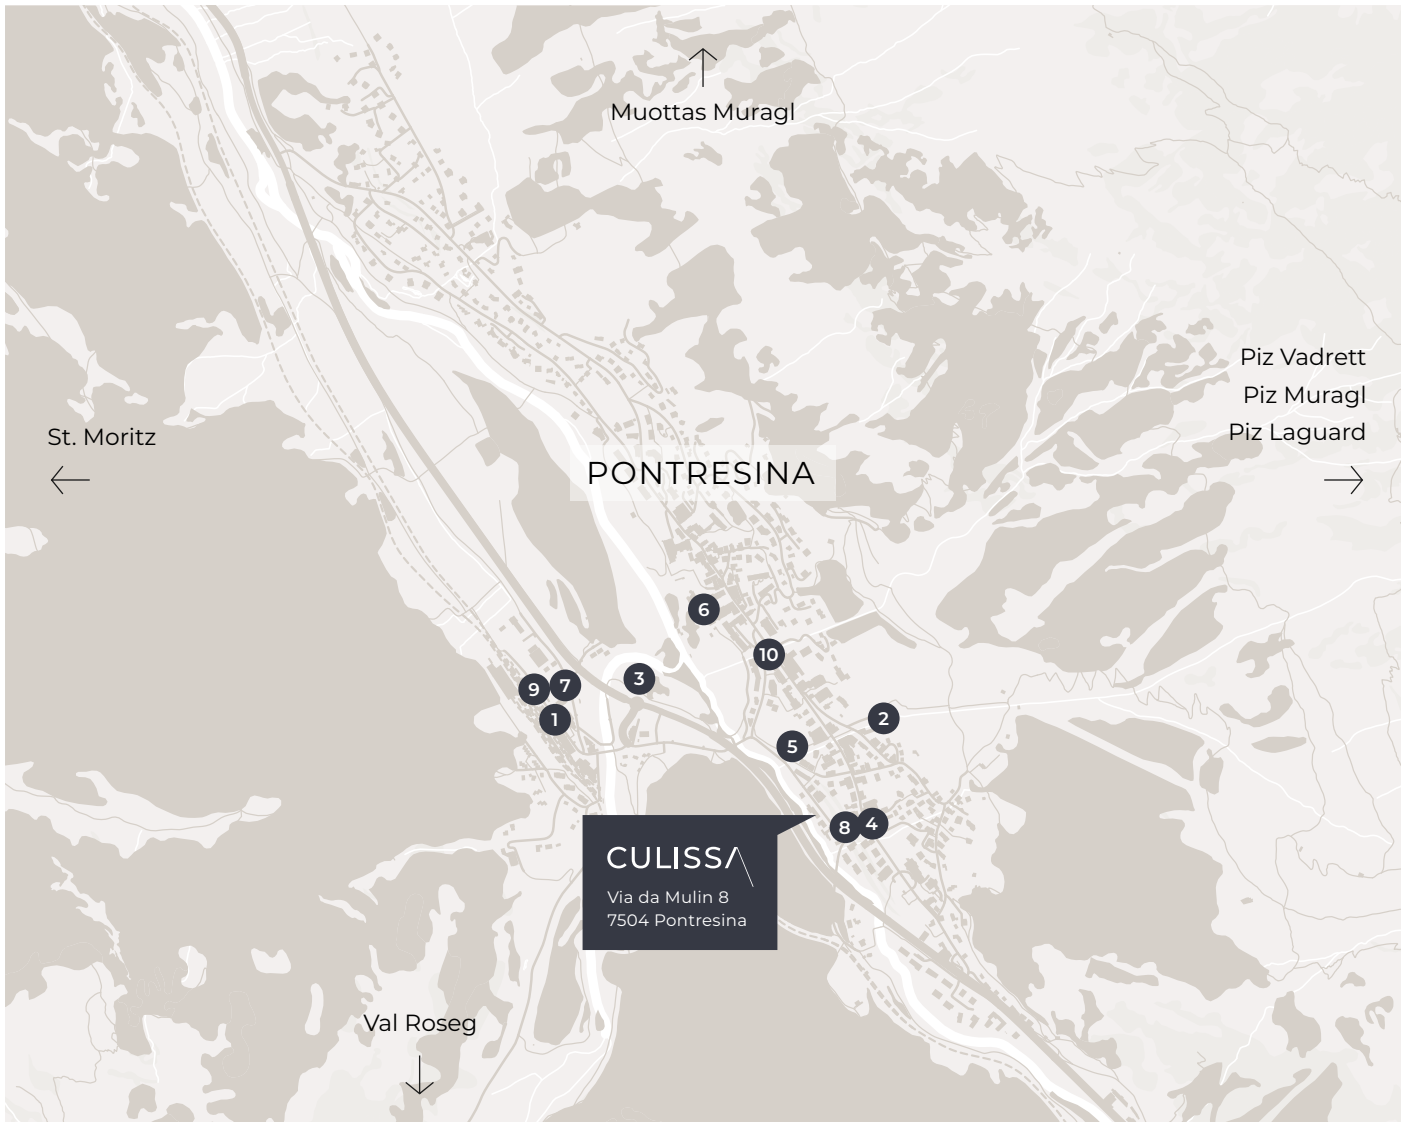 Muottas Muragl
Piz Vadrett
Piz Muragl
Piz Laguard
St. Moritz
PONTRESINA
6
10
3
7
9
1
2
5
8
4
CULISSA
Via da Mulin 8
7504 Pontresina
Val Roseg